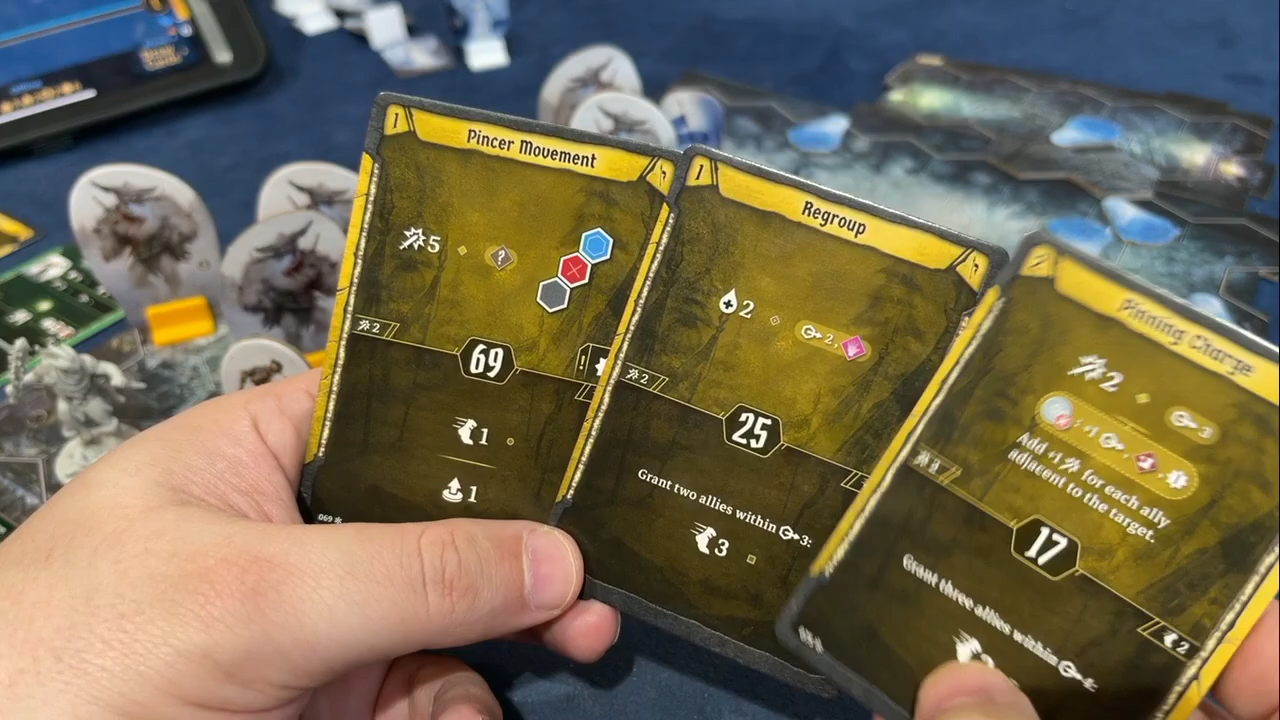 1
Pincer Movement
5
?
2
69
!
1
1
069
1
Regroup
2
2,
2
25
Grant two allies within 3:
3
Pinning Charge
2
3
: +1
Add +1 for each ally
adjacent to the target.
17
2
Grant three allies within 4: